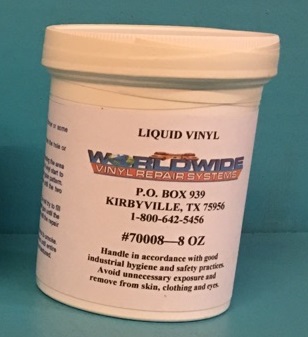 LIQUID VINYL
WORLDWIDE
VINYL REPAIR SYSTEMS
P.O. BOX 939
KIRBYVILLE, TX 75956
1-800-642-5456
#70008—8 OZ
Handle in accordance with good
industrial hygiene and safety practices.
Avoid unnecessary exposure and
remove from skin, clothing and eyes.